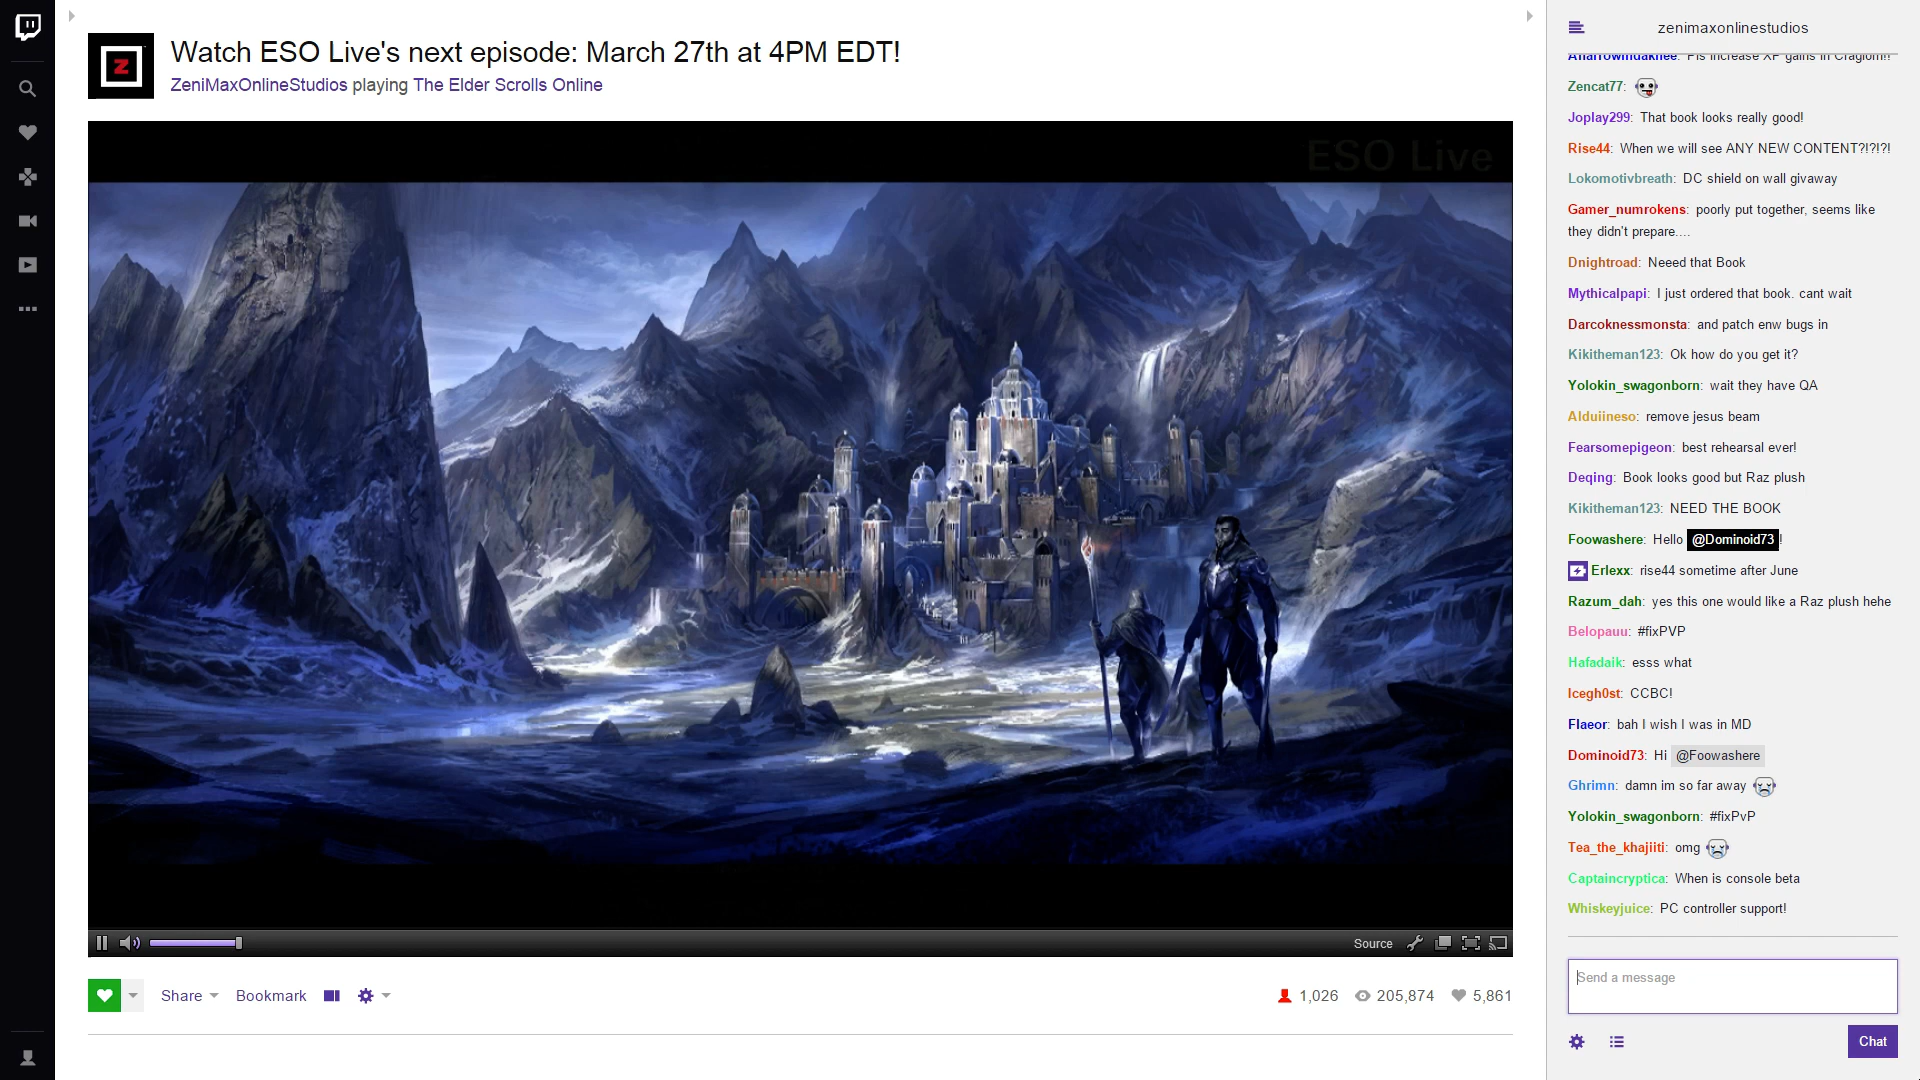 Watch ESO Live's next episode: March 27th at 4PM EDT!
ZeniMaxOnlineStudios playing The Elder Scrolls Online
ESO Live
Source
Share
Bookmark
1,026
205,874
5,861
zenimaxonlinestudios
Pls increase XP gains in Craglorn!!
Zencat77:
Joplay299: That book looks really good!
Rise44: When we will see ANY NEW CONTENT?!?!?!
Lokomotivbreath: DC shield on wall givaway
Gamer_numrokens: poorly put together, seems like
they didn't prepare....
Dnightroad: Neeed that Book
Mythicalpapi: I just ordered that book. cant wait
Darcoknessmonsta: and patch enw bugs in
Kikitheman123: Ok how do you get it?
Yolokin_swagonborn: wait they have QA
Alduiineso: remove jesus beam
Fearsomepigeon: best rehearsal ever!
Deqing: Book looks good but Raz plush
Kikitheman123: NEED THE BOOK
Foowashere: Hello @Dominoid73 !
Erlexx: rise44 sometime after June
Razum_dah: yes this one would like a Raz plush hehe
Belopauu: #fixPVP
Hafadaik: esss what
Icegh0st: CCBC!
Flaeor: bah I wish I was in MD
Dominoid73: Hi @Foowashere
Ghrimn: damn im so far away
Yolokin_swagonborn: #fixPvP
Tea_the_khajiiti: omg
Captaincryptica: When is console beta
Whiskeyjuice: PC controller support!
Send a message
Chat